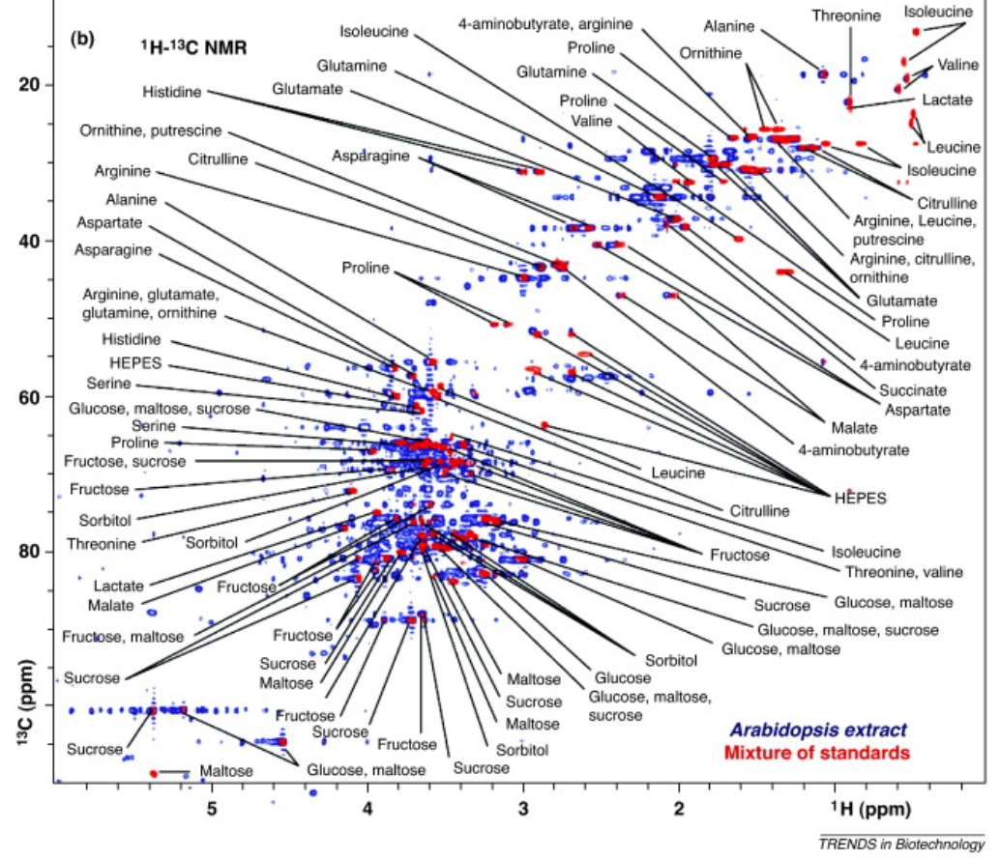 (b)
¹H-¹³C NMR
Isoleucine
4-aminobutyrate, arginine
Alanine
Threonine
Isoleucine
Proline
Ornithine
Glutamine
Glutamine
Valine
20
Histidine
Glutamate
Proline
Lactate
Valine
Ornithine, putrescine
Leucine
Citrulline
Asparagine
Isoleucine
Arginine
Citrulline
Alanine
Arginine, Leucine,
putrescine
Aspartate
40
Asparagine
Arginine, citrulline,
ornithine
Proline
Glutamate
Arginine, glutamate,
glutamine, ornithine
Proline
Histidine
Leucine
HEPES
4-aminobutyrate
Serine
Succinate
60
Glucose, maltose, sucrose
Aspartate
Serine
Malate
Proline
4-aminobutyrate
Fructose, sucrose
Leucine
Fructose
HEPES
Citrulline
Sorbitol
Threonine
Sorbitol
Isoleucine
80
Fructose
Threonine, valine
Lactate
Fructose
Malate
Sucrose
Glucose, maltose
Fructose, maltose
Fructose
Glucose, maltose, sucrose
Glucose, maltose
Sucrose
Sorbitol
Sucrose
Maltose
Maltose
Glucose
Sucrose
Glucose, maltose,
sucrose
Fructose
Maltose
Sucrose
Fructose
Sorbitol
Sucrose
Sucrose
Maltose
Glucose, maltose
Arabidopsis extract
Mixture of standards
¹³C (ppm)
5
4
3
2
1
¹H (ppm)
TRENDS in Biotechnology